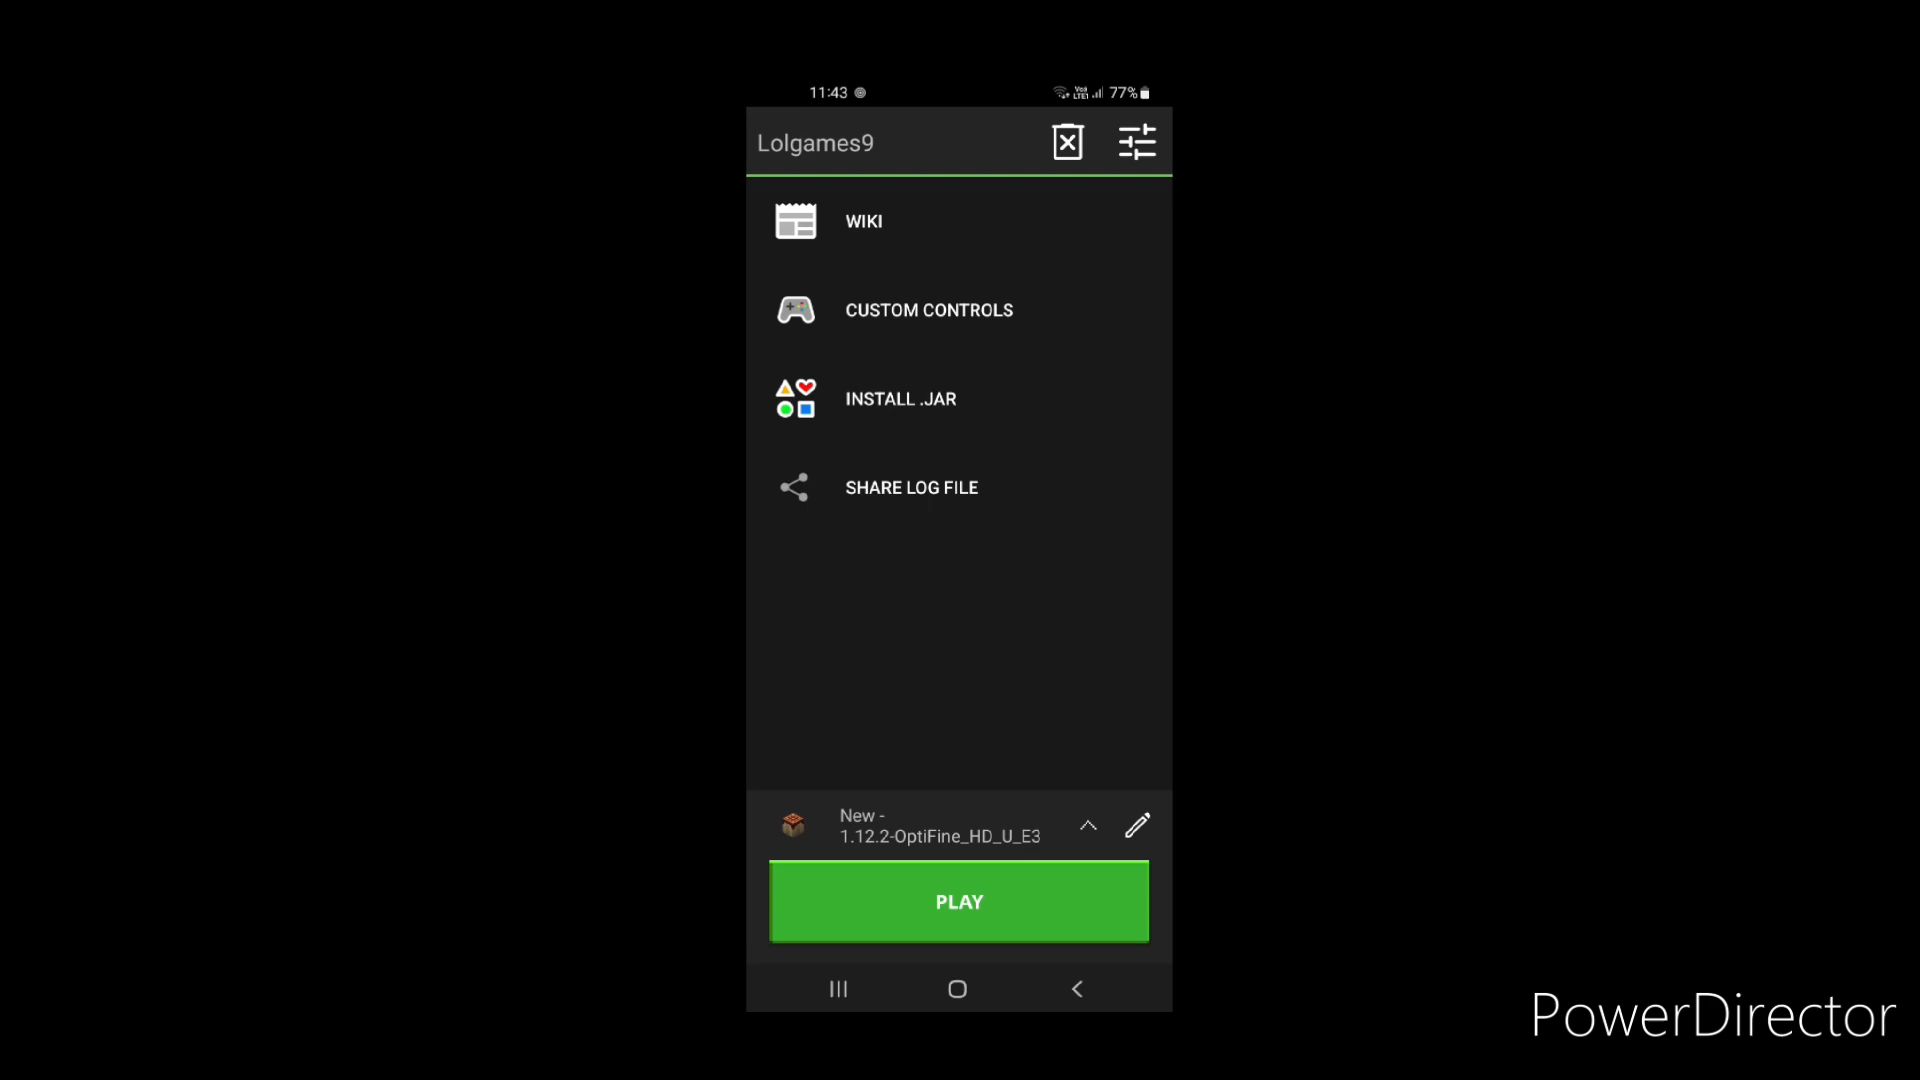 11:43
77%
Lolgames9
WIKI
CUSTOM CONTROLS
INSTALL .JAR
SHARE LOG FILE
New -
1.12.2-OptiFine_HD_U_E3
PLAY
PowerDirector